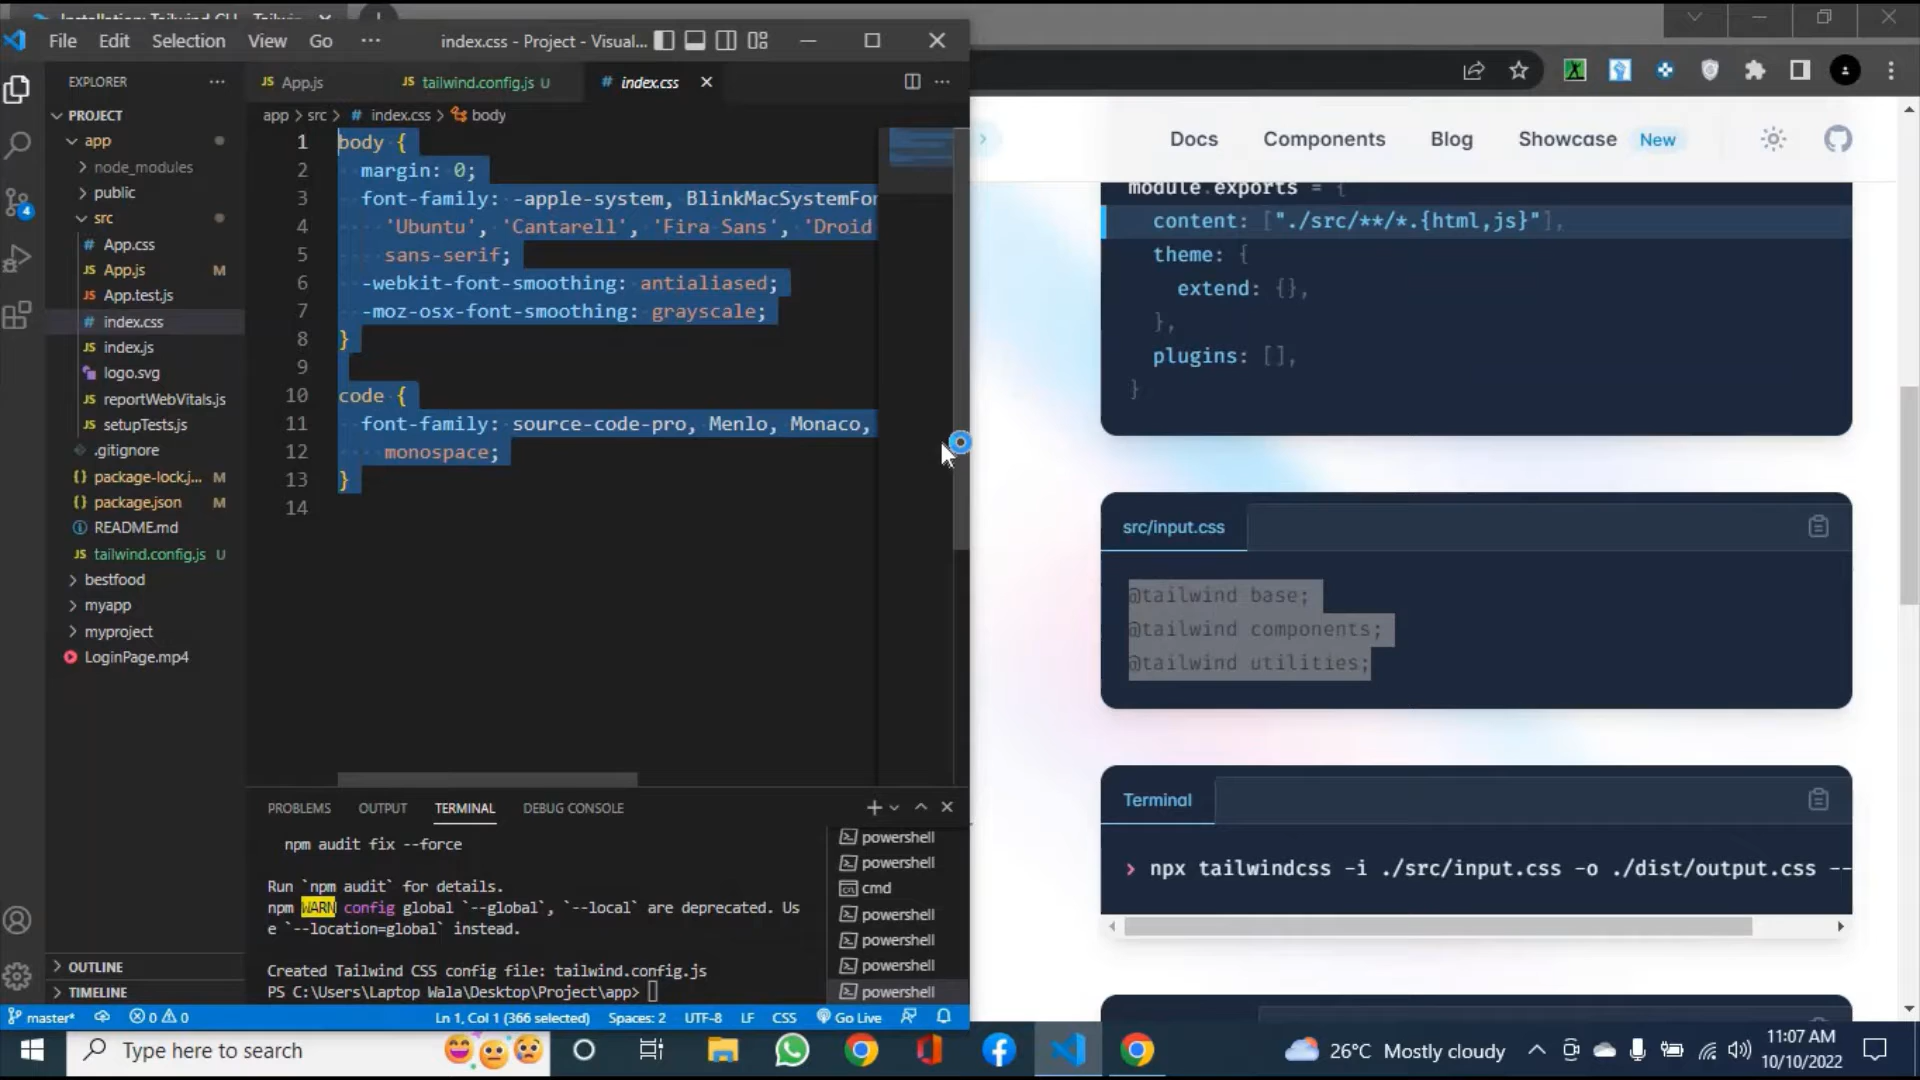 Installation: Tailwind CLI - Tailwin
File Edit Selection View Go ··· index.css - Project - Visual...
EXPLORER ···
App.js
tailwind.config.js U
# index.css
PROJECT
app > src > # index.css > body
app
node_modules
public
src
# App.css
JS App.js M
JS App.test.js
# index.css
JS index.js
logo.svg
JS reportWebVitals.js
JS setupTests.js
.gitignore
{} package-lock.j... M
{} package.json M
README.md
JS tailwind.config.js U
bestfood
myapp
myproject
LoginPage.mp4
OUTLINE
TIMELINE
1 body {
2 margin: 0;
3 font-family: -apple-system, BlinkMacSystemFon
4 'Ubuntu', 'Cantarell', 'Fira Sans', 'Droid
5 sans-serif;
6 -webkit-font-smoothing: antialiased;
7 -moz-osx-font-smoothing: grayscale;
8 }
9
10 code {
11 font-family: source-code-pro, Menlo, Monaco,
12 monospace;
13 }
14
PROBLEMS OUTPUT TERMINAL DEBUG CONSOLE
npm audit fix --force
Run `npm audit` for details.
npm WARN config global `--global`, `--local` are deprecated. Us
e `--location=global` instead.
Created Tailwind CSS config file: tailwind.config.js
PS C:\Users\Laptop Wala\Desktop\Project\app>
powershell
powershell
cmd
powershell
powershell
powershell
powershell
master* 0 0 Ln 1, Col 1 (366 selected) Spaces: 2 UTF-8 LF CSS Go Live
Docs Components Blog Showcase New
module.exports = {
content: ["./src/**/*.{html,js}"],
theme: {
extend: {},
},
plugins: [],
}
src/input.css
@tailwind base;
@tailwind components;
@tailwind utilities;
Terminal
> npx tailwindcss -i ./src/input.css -o ./dist/output.css --
Type here to search
26°C Mostly cloudy
11:07 AM
10/10/2022